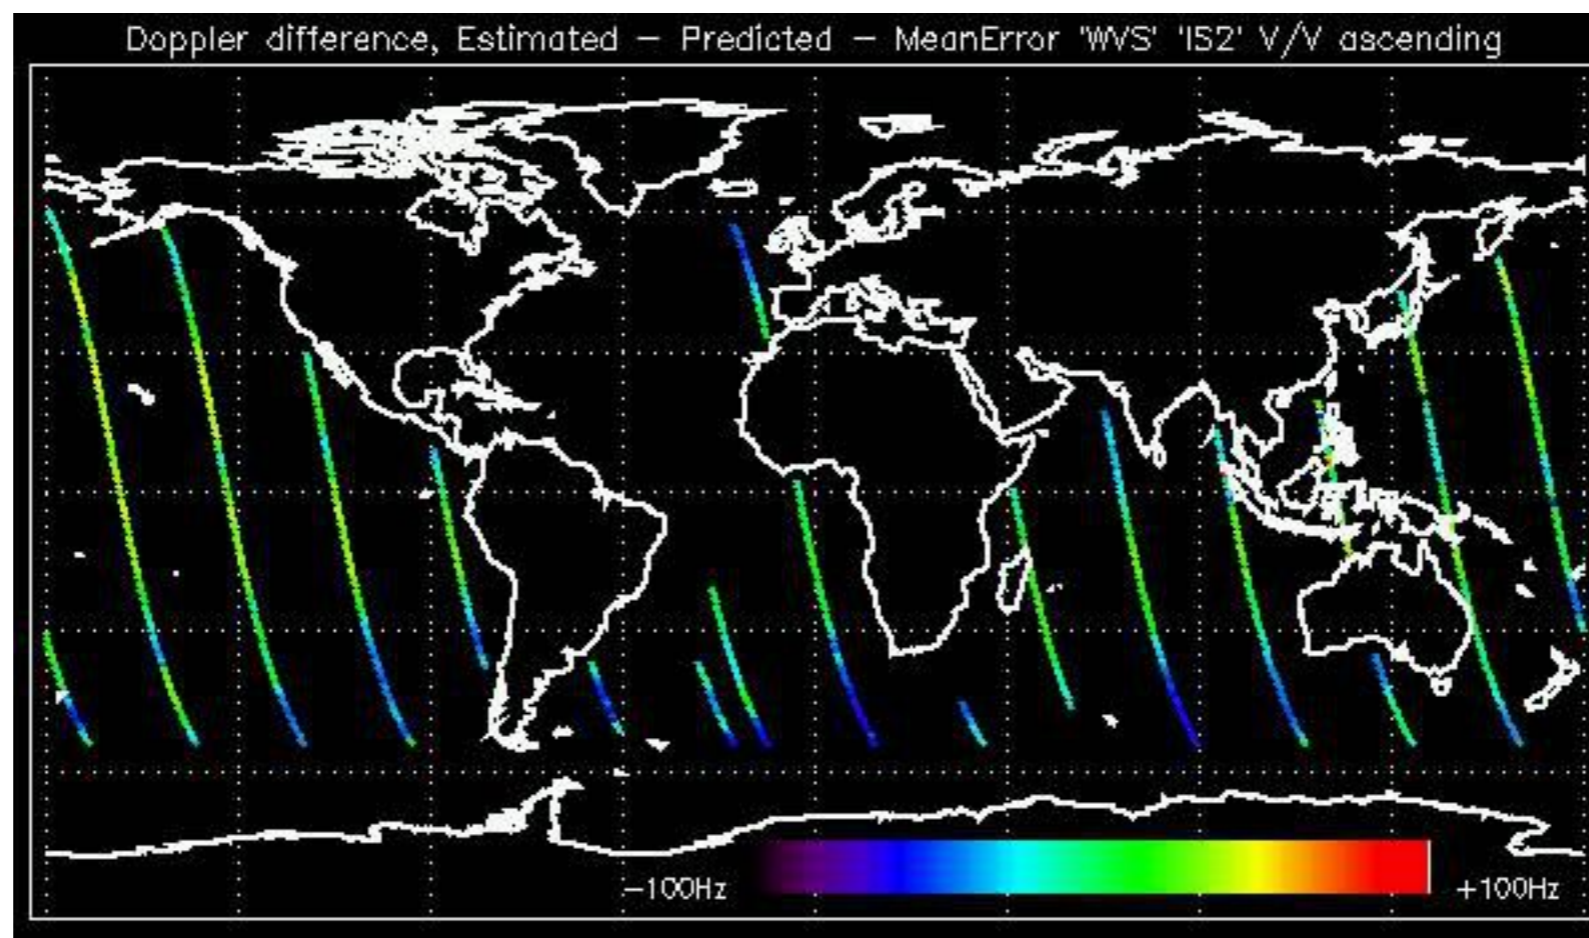 Doppler difference, Estimated – Predicted – MeanError 'WVS' 'IS2' V/V ascending
–100Hz
+100Hz